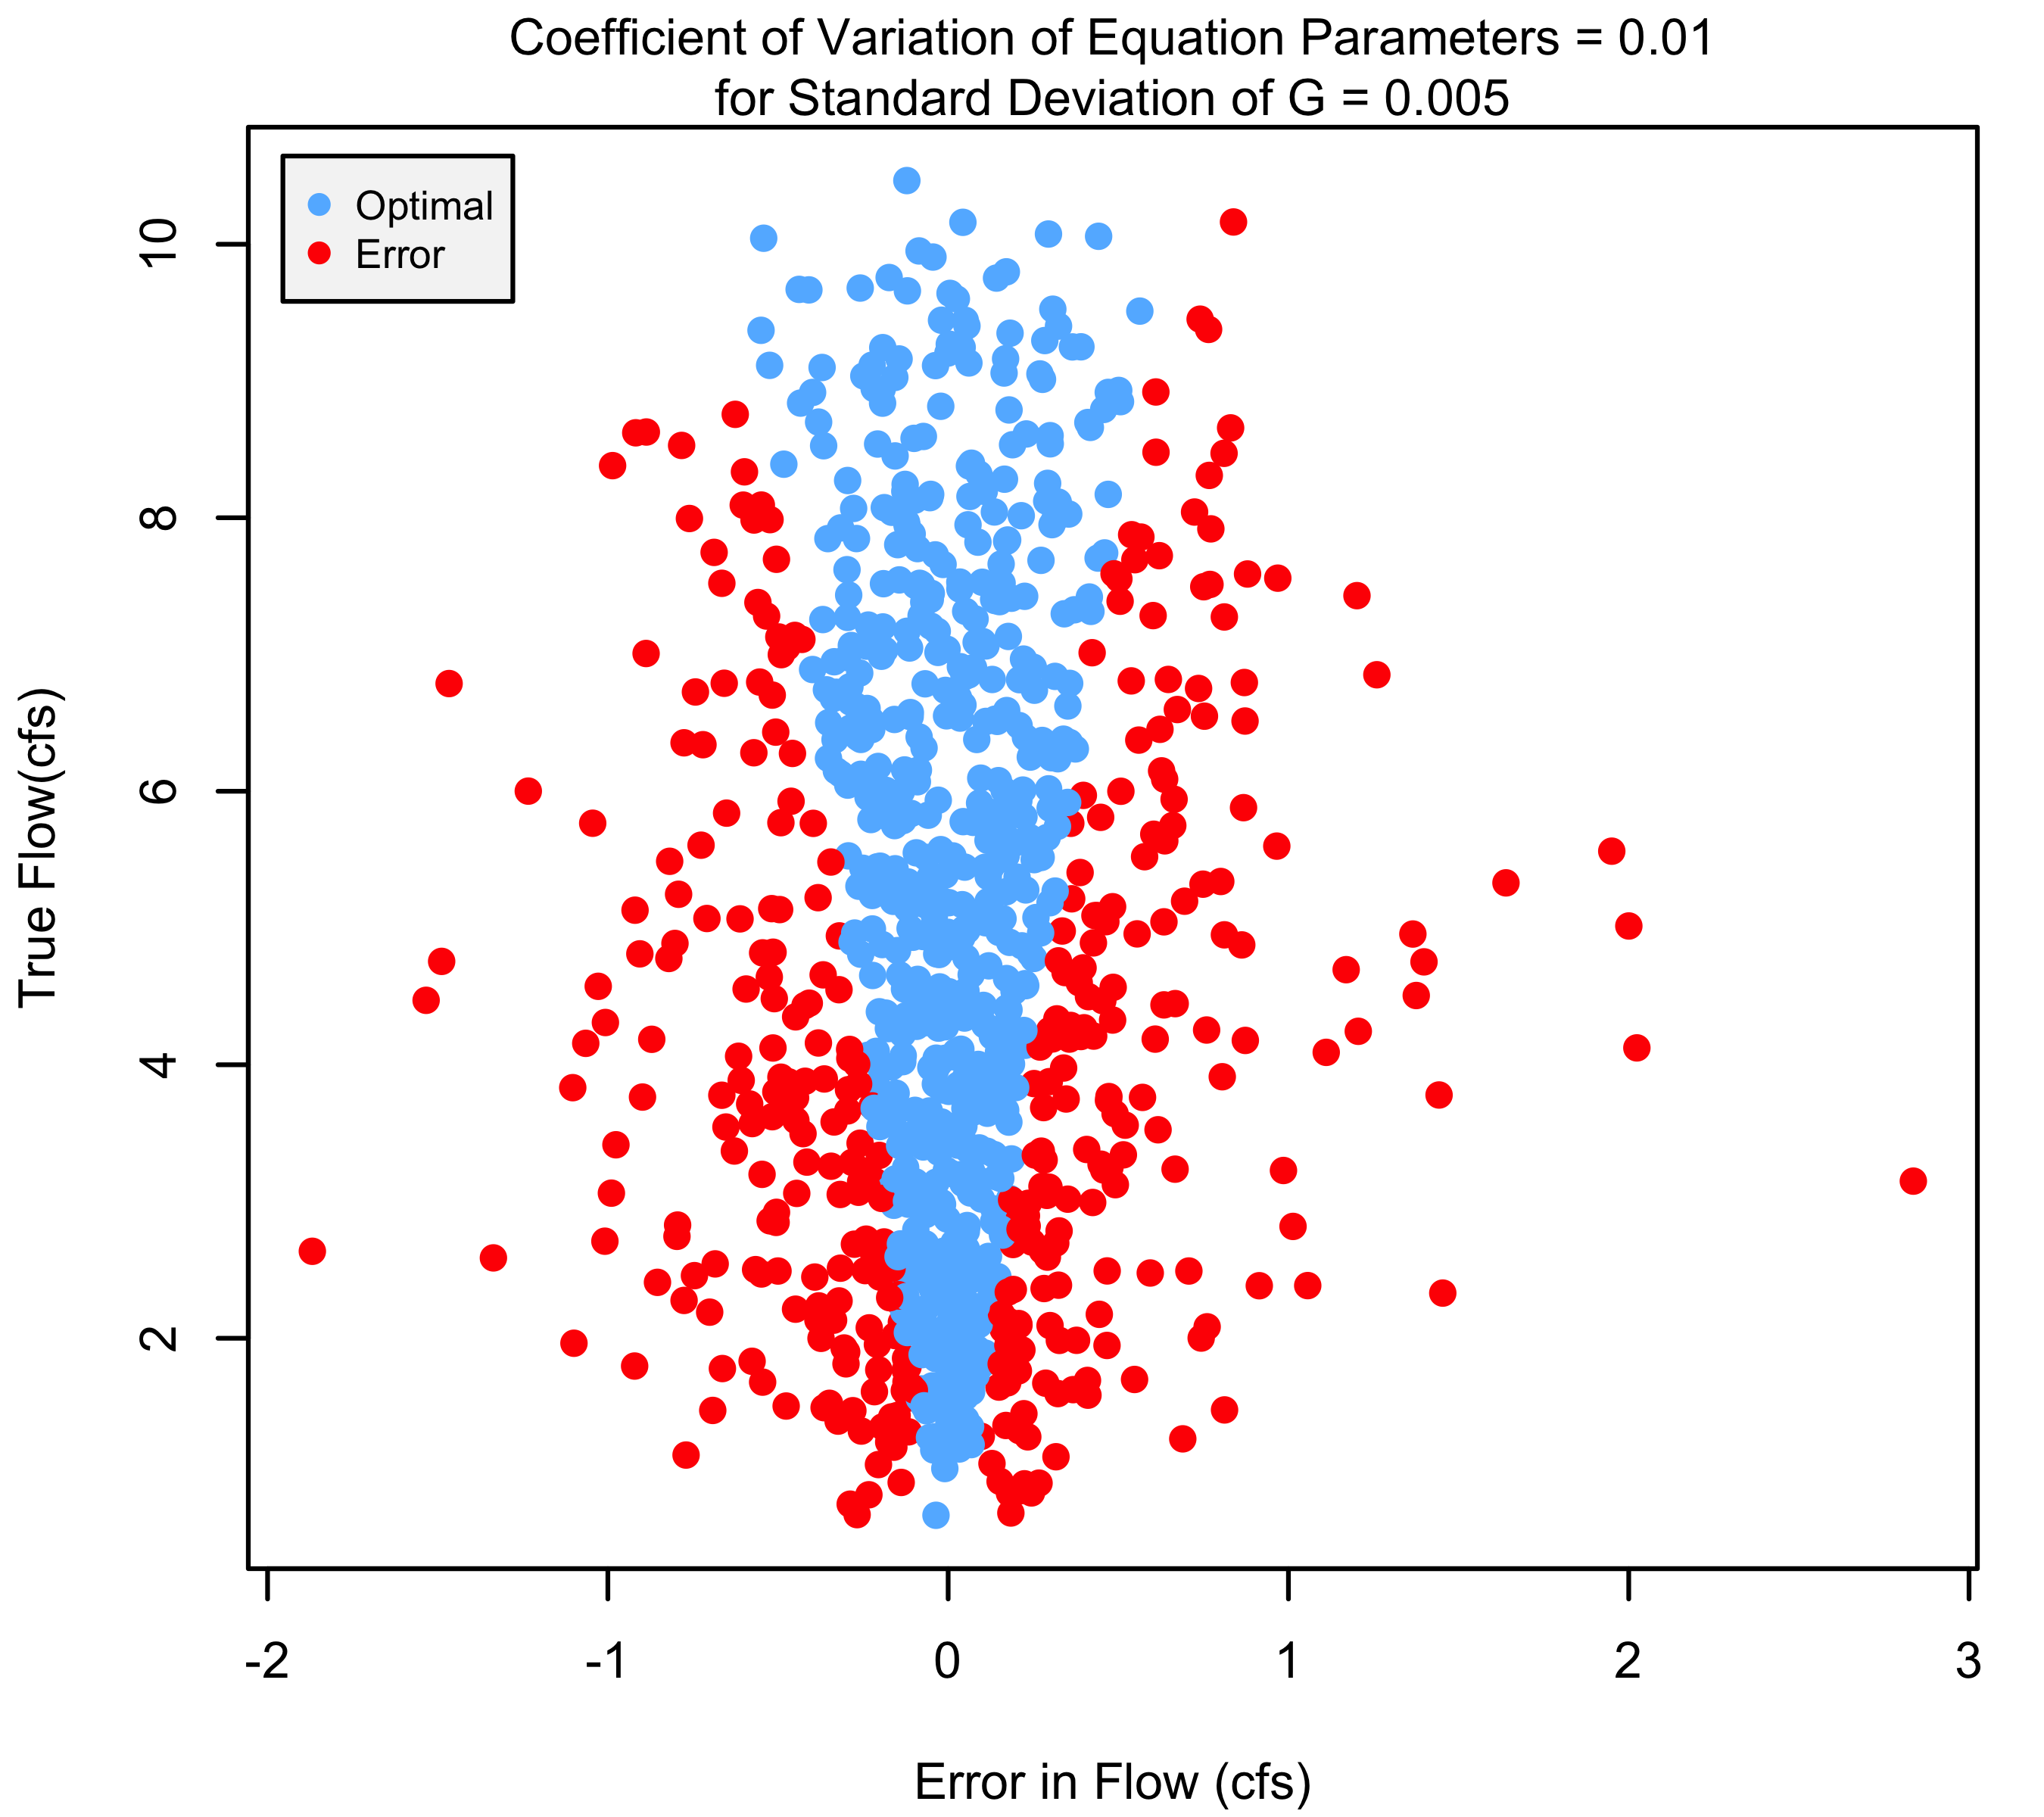 Coefficient of Variation of Equation Parameters = 0.01
for Standard Deviation of G = 0.005
Optimal
Error
True Flow(cfs)
10
8
6
4
2
-2 -1 0 1 2 3
Error in Flow (cfs)